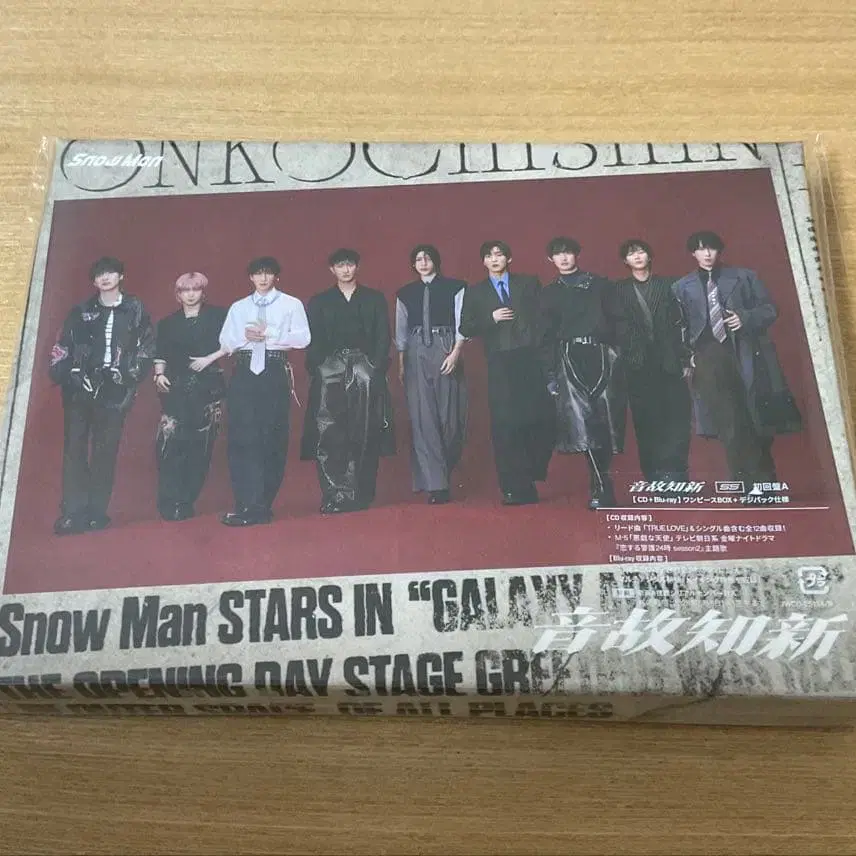 ONKOCHISHIN
Snow Man
音故知新 SS 初回盤A
【CD+Blu-ray】ワンピースBOX+デジパック仕様
[CD収録内容]
・リード曲「TRUE LOVE」&シングル曲含む全12曲収録!
・M-5「悪戯な天使」テレビ朝日系 金曜ナイトドラマ
『恋する警護24時 season2』主題歌
[Blu-ray収録内容]
プラ
Snow Man STARS IN "GALAXY
音故知新
THE OPENING DAY STAGE GREE
OF ALL PLACES